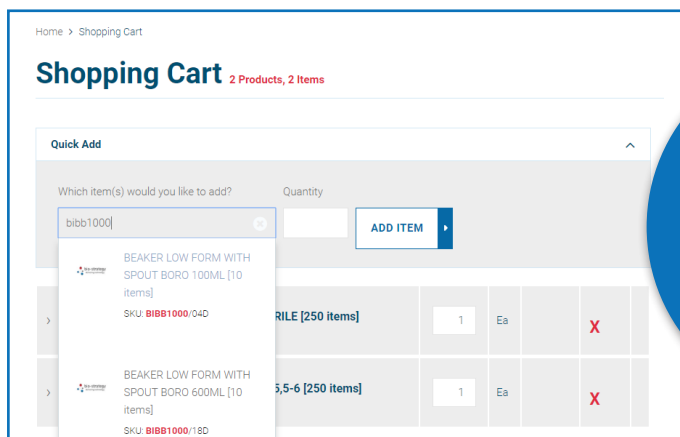 Home > Shopping Cart
Shopping Cart 2 Products, 2 Items
Quick Add
Which item(s) would you like to add? Quantity
bibb1000
ADD ITEM
BEAKER LOW FORM WITH
SPOUT BORO 100ML [10
items]
SKU: BIBB1000/04D
RILE [250 items] 1 Ea X
BEAKER LOW FORM WITH
SPOUT BORO 600ML [10
items]
SKU: BIBB1000/18D
5,5-6 [250 items] 1 Ea X